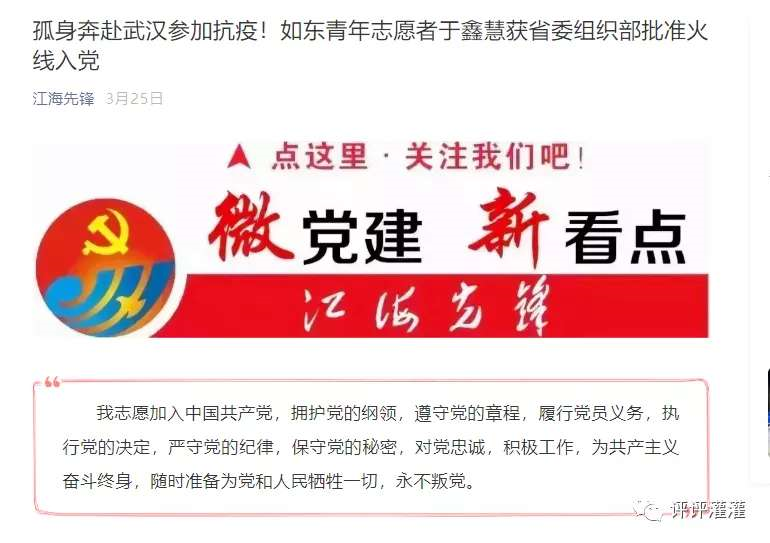 孤身奔赴武汉参加抗疫！如东青年志愿者于鑫慧获省委组织部批准火
线入党
江海先锋 3月25日
点这里·关注我们吧！
微党建 新看点
江海先锋
我志愿加入中国共产党，拥护党的纲领，遵守党的章程，履行党员义务，执
行党的决定，严守党的纪律，保守党的秘密，对党忠诚，积极工作，为共产主义
奋斗终身，随时准备为党和人民牺牲一切，永不叛党。
评评灌灌